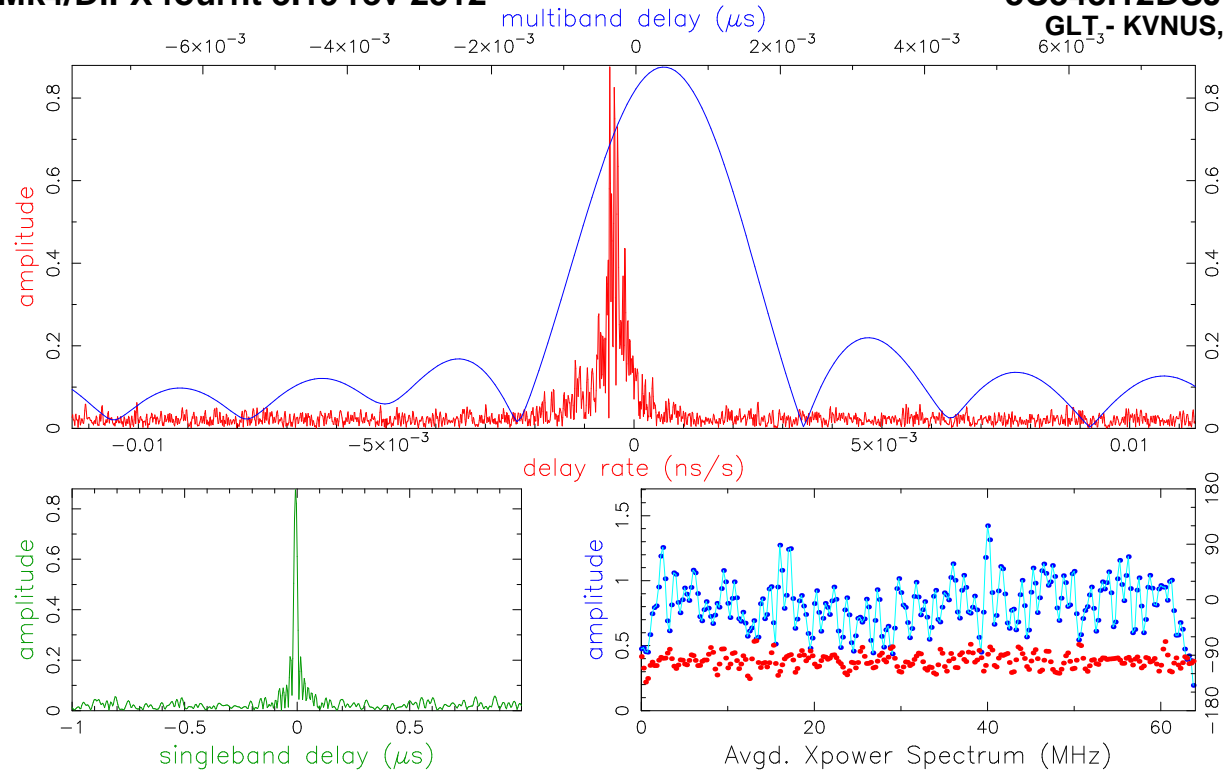 multiband delay (μs)
GLT - KVNUS,
−6×10⁻³ −4×10⁻³ −2×10⁻³ 0 2×10⁻³ 4×10⁻³ 6×10⁻³
amplitude
0 0.2 0.4 0.6 0.8
0 0.2 0.4 0.6 0.8
−0.01 −5×10⁻³ 0 5×10⁻³ 0.01
delay rate (ns/s)
amplitude
0 0.2 0.4 0.6 0.8
−1 −0.5 0 0.5
singleband delay (μs)
amplitude
0 0.5 1 1.5
−180 −90 0 90 180
0 20 40 60
Avgd. Xpower Spectrum (MHz)